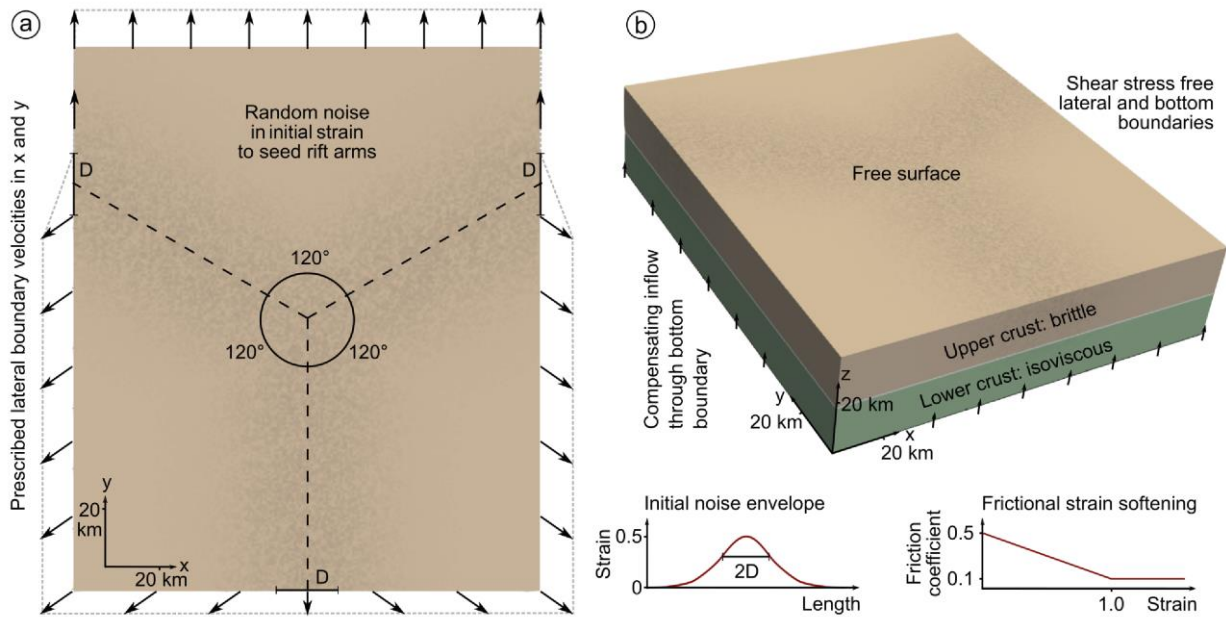 a
Prescribed lateral boundary velocities in x and y
Random noise
in initial strain
to seed rift arms
D
D
120°
120°
120°
D
y
20
km
x
20 km
b
Shear stress free
lateral and bottom
boundaries
Free surface
Compensating inflow
through bottom
boundary
Upper crust: brittle
Lower crust: isoviscous
z
20 km
y
20 km
x
20 km
Initial noise envelope
Strain
0.5
0
2D
Length
Frictional strain softening
Friction
coefficient
0.5
0.1
1.0
Strain